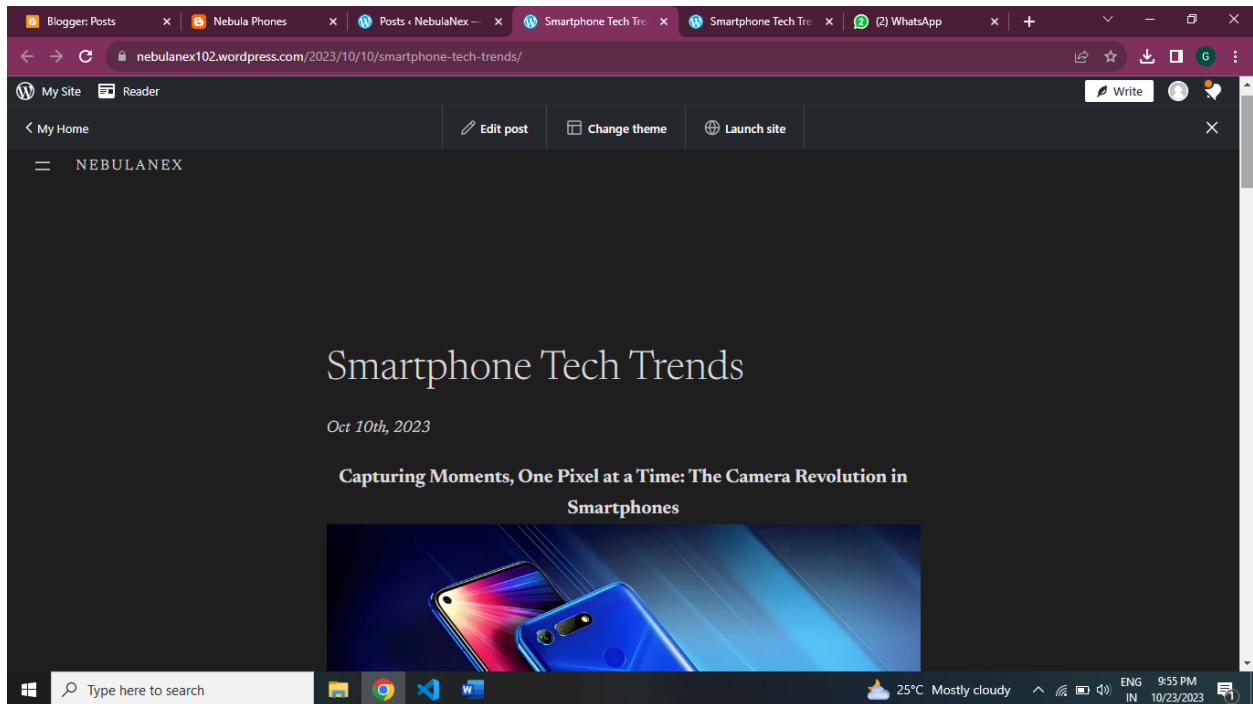 Blogger: Posts
Nebula Phones
Posts ‹ NebulaNex —
Smartphone Tech Tre
Smartphone Tech Tre
(2) WhatsApp
nebulanex102.wordpress.com/2023/10/10/smartphone-tech-trends/
G
My Site
Reader
Write
My Home
Edit post
Change theme
Launch site
NEBULANEX
Smartphone Tech Trends
Oct 10th, 2023
Capturing Moments, One Pixel at a Time: The Camera Revolution in
Smartphones
Type here to search
25°C Mostly cloudy
ENG
IN
9:55 PM
10/23/2023
1